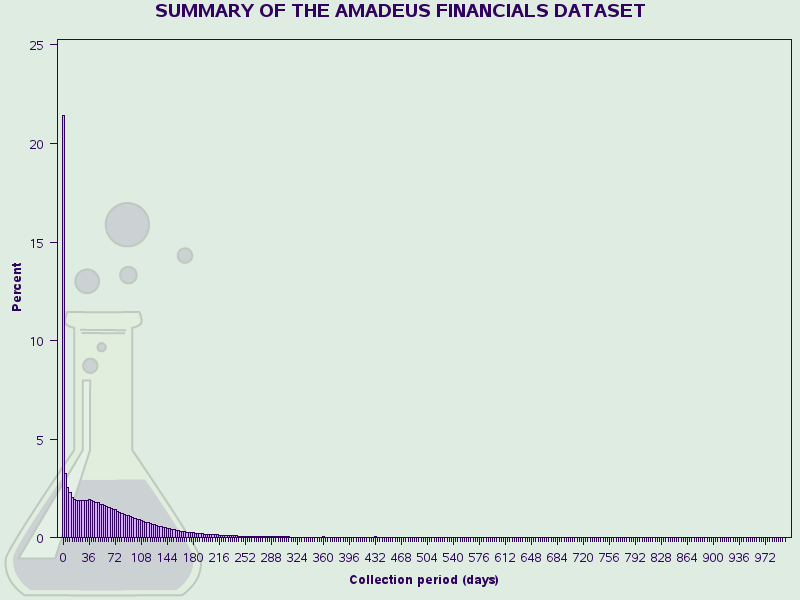 SUMMARY OF THE AMADEUS FINANCIALS DATASET
25
20
15
10
5
0
Percent
0 36 72 108 144 180 216 252 288 324 360 396 432 468 504 540 576 612 648 684 720 756 792 828 864 900 936 972
Collection period (days)